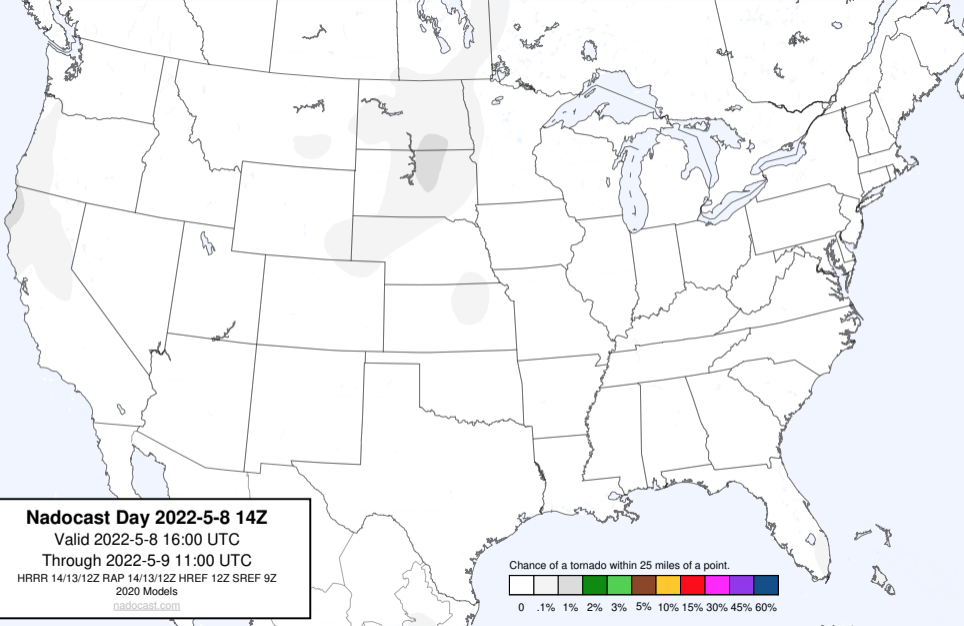 Nadocast Day 2022-5-8 14Z
Valid 2022-5-8 16:00 UTC
Through 2022-5-9 11:00 UTC
HRRR 14/13/12Z RAP 14/13/12Z HREF 12Z SREF 9Z
2020 Models
nadocast.com
Chance of a tornado within 25 miles of a point.
0 .1% 1% 2% 3% 5% 10% 15% 30% 45% 60%